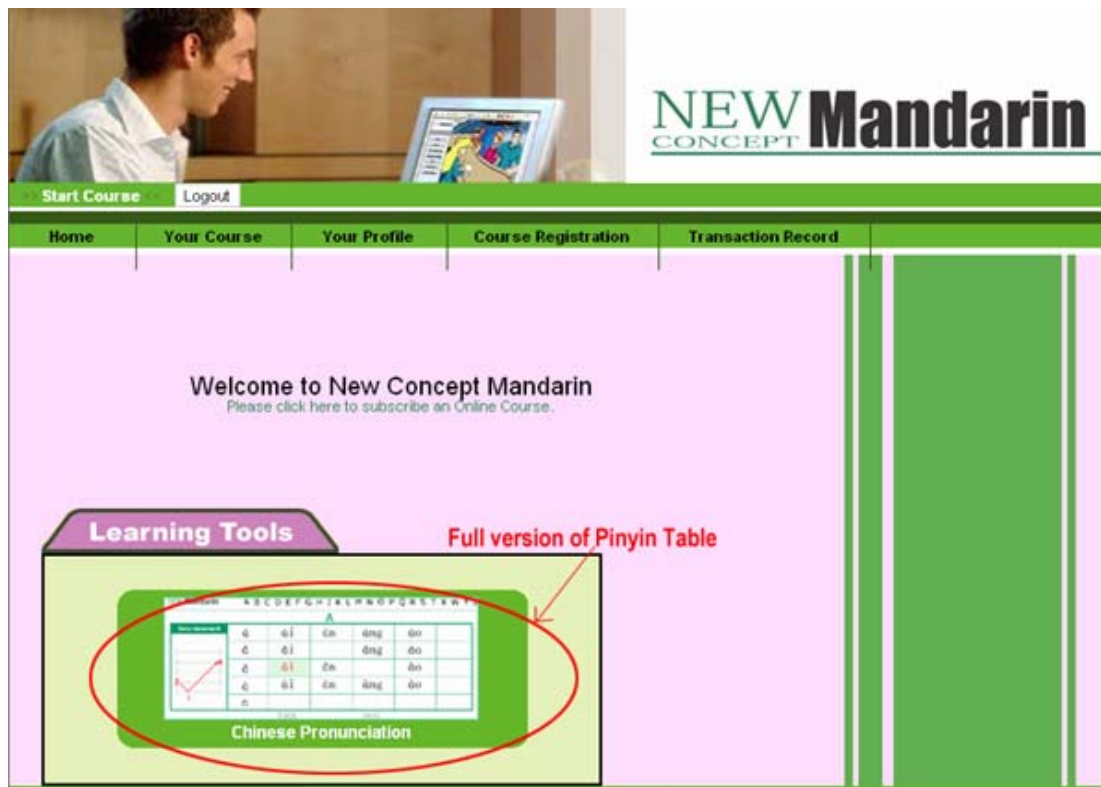 NEW Mandarin
CONCEPT
Start Course Logout
Home Your Course Your Profile Course Registration Transaction Record
Welcome to New Concept Mandarin
Please click here to subscribe an Online Course.
Learning Tools
Full version of Pinyin Table
A
Chinese Pronunciation